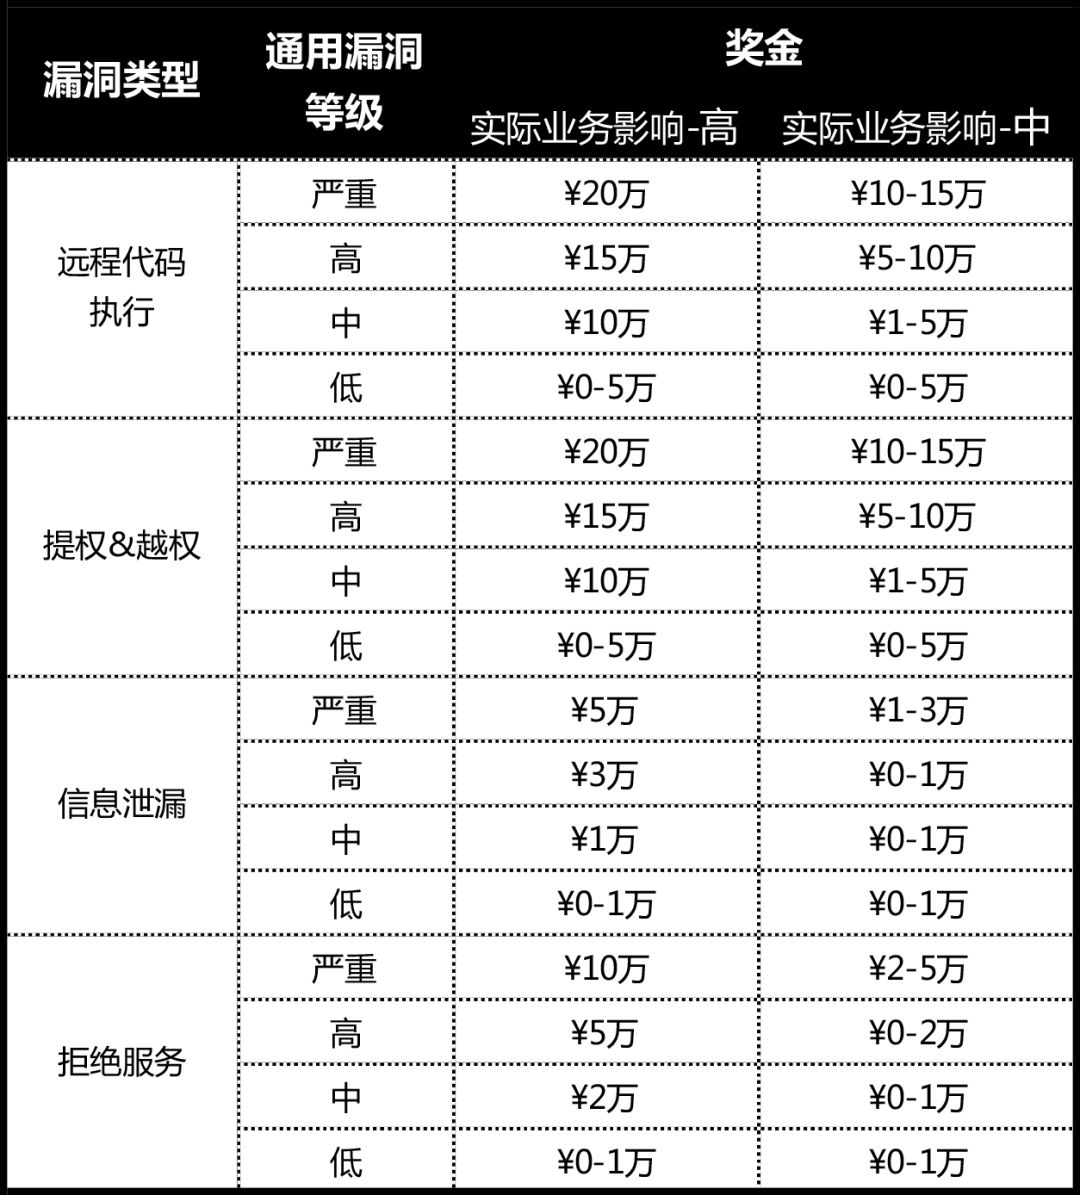 漏洞类型 通用漏洞等级 奖金
实际业务影响-高 实际业务影响-中
远程代码执行
严重 ¥20万 ¥10-15万
高 ¥15万 ¥5-10万
中 ¥10万 ¥1-5万
低 ¥0-5万 ¥0-5万
提权&越权
严重 ¥20万 ¥10-15万
高 ¥15万 ¥5-10万
中 ¥10万 ¥1-5万
低 ¥0-5万 ¥0-5万
信息泄漏
严重 ¥5万 ¥1-3万
高 ¥3万 ¥0-1万
中 ¥1万 ¥0-1万
低 ¥0-1万 ¥0-1万
拒绝服务
严重 ¥10万 ¥2-5万
高 ¥5万 ¥0-2万
中 ¥2万 ¥0-1万
低 ¥0-1万 ¥0-1万